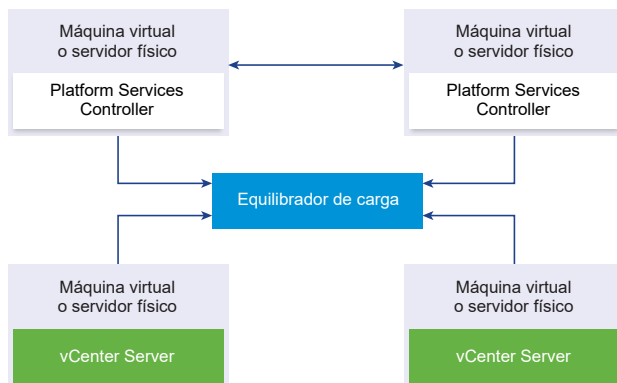 Máquina virtual
o servidor físico
Platform Services
Controller
Máquina virtual
o servidor físico
Platform Services
Controller
Equilibrador de carga
Máquina virtual
o servidor físico
vCenter Server
Máquina virtual
o servidor físico
vCenter Server